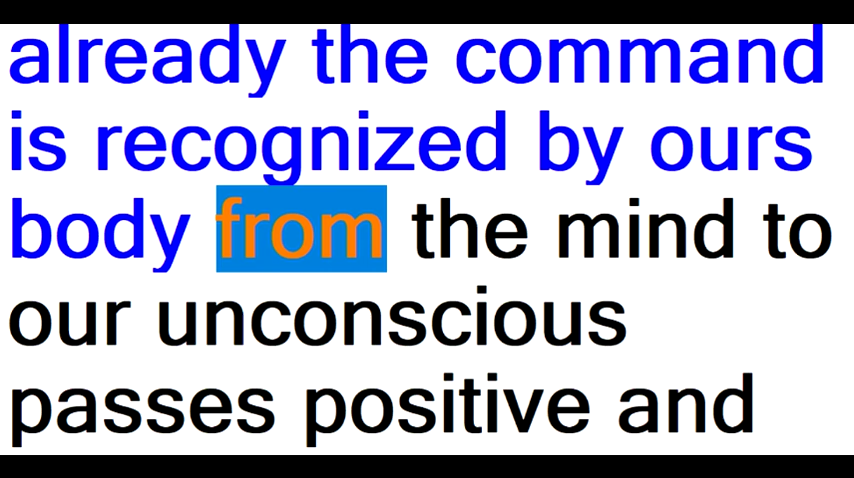 already the command
is recognized by ours
body from the mind to
our unconscious
passes positive and